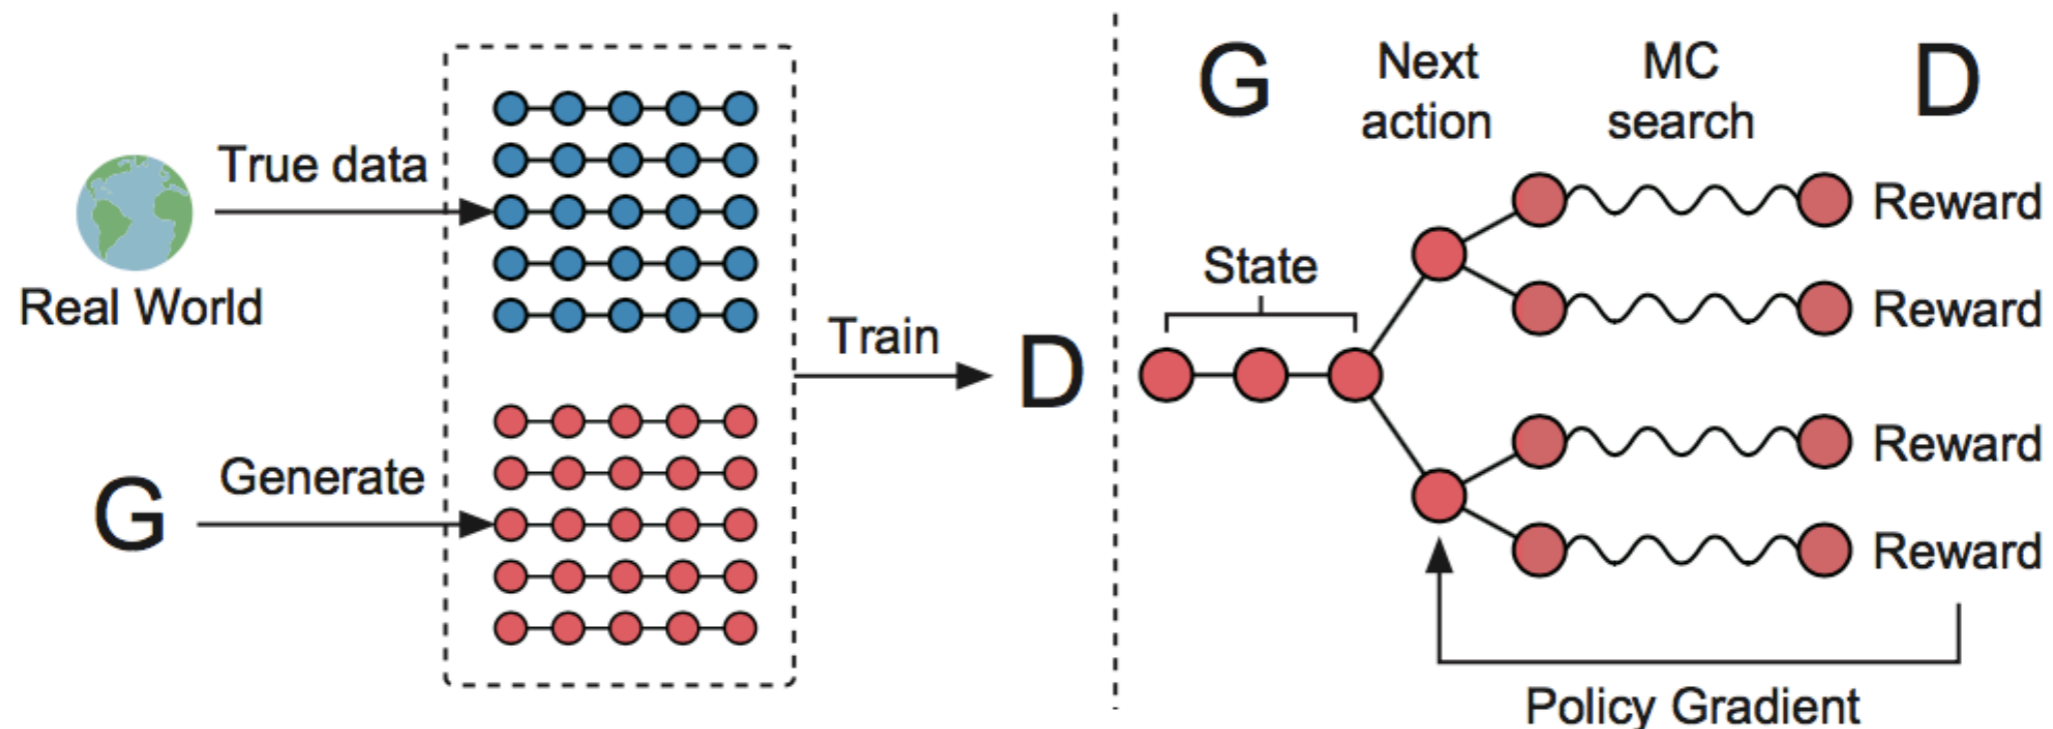 True data
Real World
G
Generate
Train
D
G
Next
action
MC
search
D
State
Reward
Reward
Reward
Reward
Policy Gradient